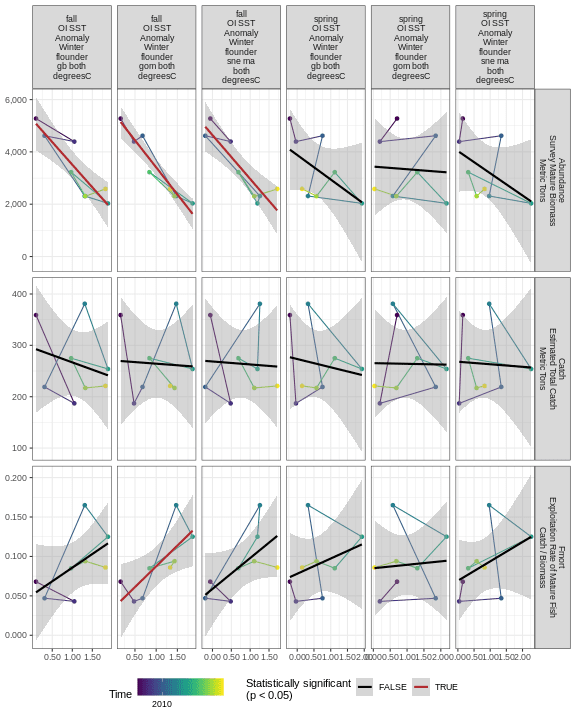 fall
OI SST
Anomaly
Winter
flounder
gb both
degreesC
fall
OI SST
Anomaly
Winter
flounder
gom both
degreesC
fall
OI SST
Anomaly
Winter
flounder
sne ma
both
degreesC
spring
OI SST
Anomaly
Winter
flounder
gb both
degreesC
spring
OI SST
Anomaly
Winter
flounder
gom both
degreesC
spring
OI SST
Anomaly
Winter
flounder
sne ma
both
degreesC
6,000
4,000
2,000
0
Abundance
Survey Mature Biomass
Metric Tons
400
300
200
100
Catch
Estimated Total Catch
Metric Tons
0.200
0.150
0.100
0.050
0.000
Fmort
Exploitation Rate of Mature Fish
Catch / Biomass
0.50 1.00 1.50
0.50 1.00 1.50
0.00 0.50 1.00 1.50
0.00 0.50 1.00 1.50
0.50 1.00 1.50
0.50 1.00 1.50 2.00
Time
2010
Statistically significant
(p < 0.05)
FALSE
TRUE